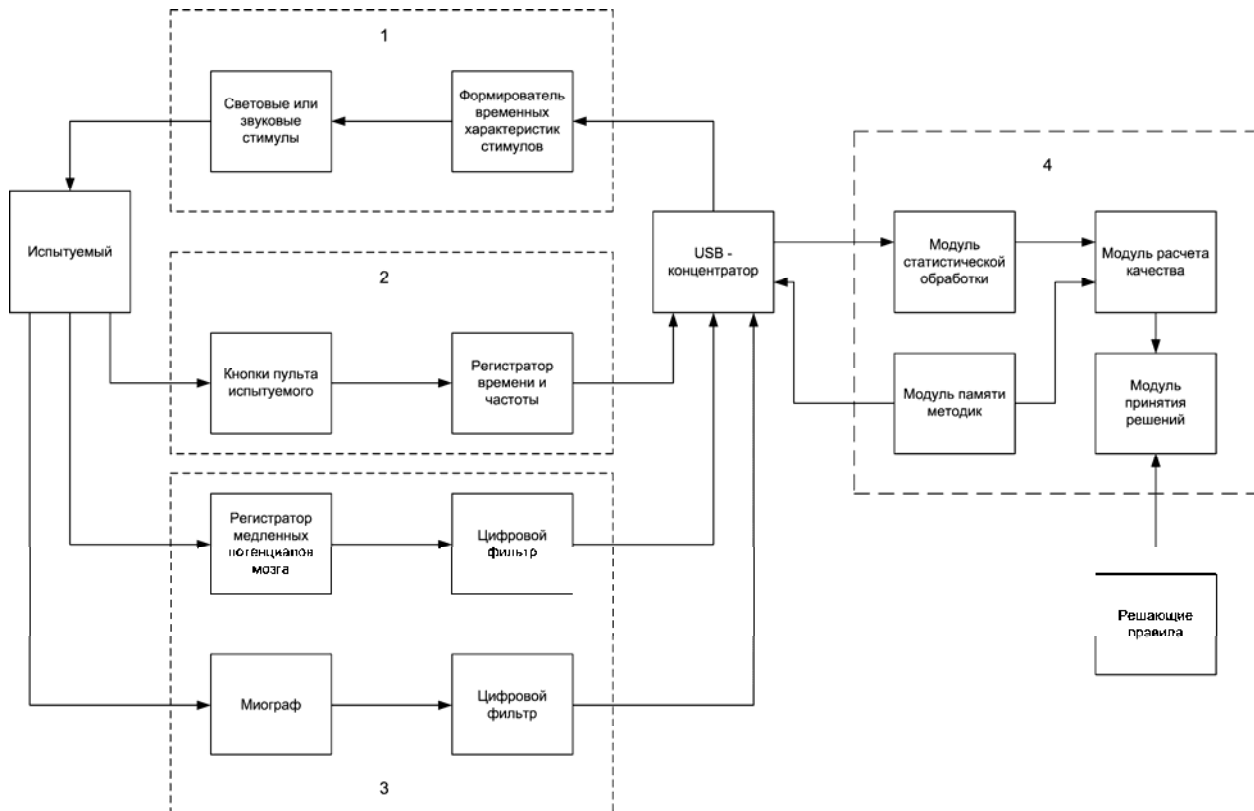 1
Световые или
звуковые
стимулы
Формирователь
временных
характеристик
стимулов
4
Испытуемый
USB -
концентратор
Модуль
статистической
обработки
Модуль расчета
качества
2
Кнопки пульта
испытуемого
Регистратор
времени и
частоты
Модуль памяти
методик
Модуль
принятия
решений
Регистратор
медленных
потенциалов
мозга
Цифровой
фильтр
Решающие
правила
Миограф
Цифровой
фильтр
3